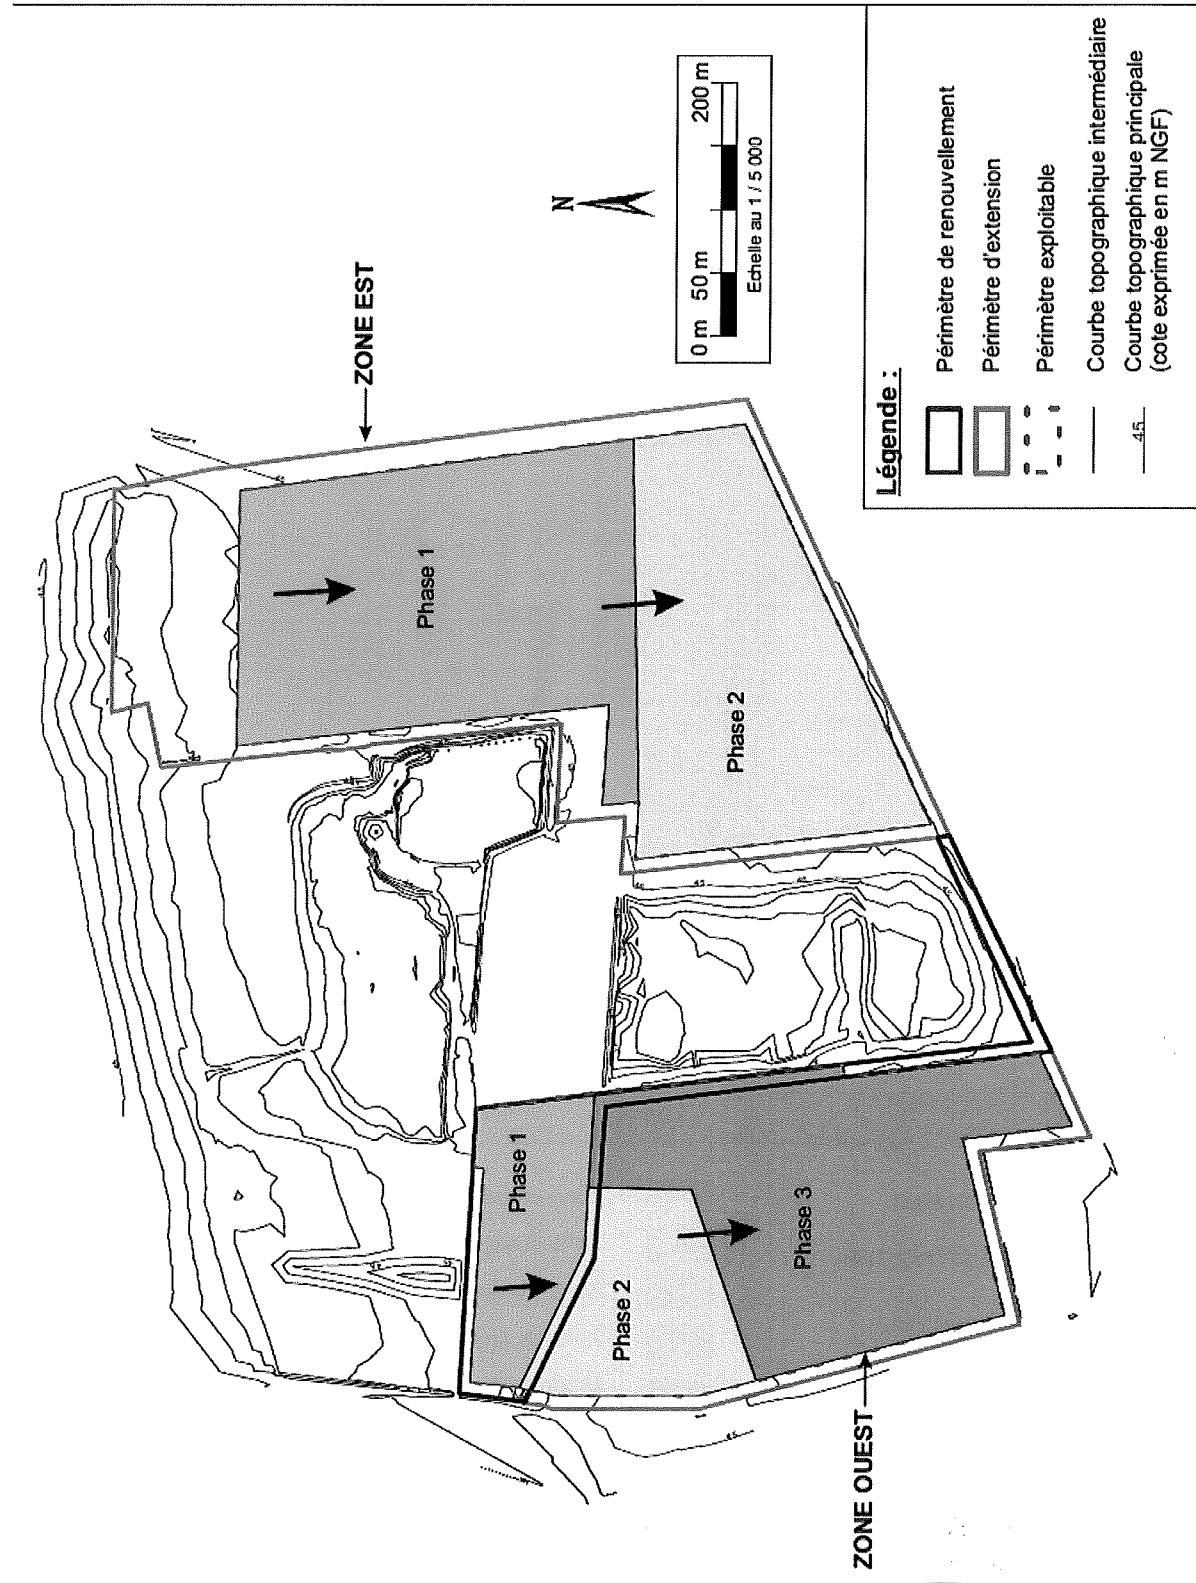 ZONE EST
N
0 m 50 m 200 m
Echelle au 1 / 5 000
Phase 1
Phase 2
Phase 1
Phase 2
Phase 3
ZONE OUEST
Légende :
Périmètre de renouvellement
Périmètre d'extension
Périmètre exploitable
Courbe topographique intermédiaire
45 Courbe topographique principale
(cote exprimée en m NGF)